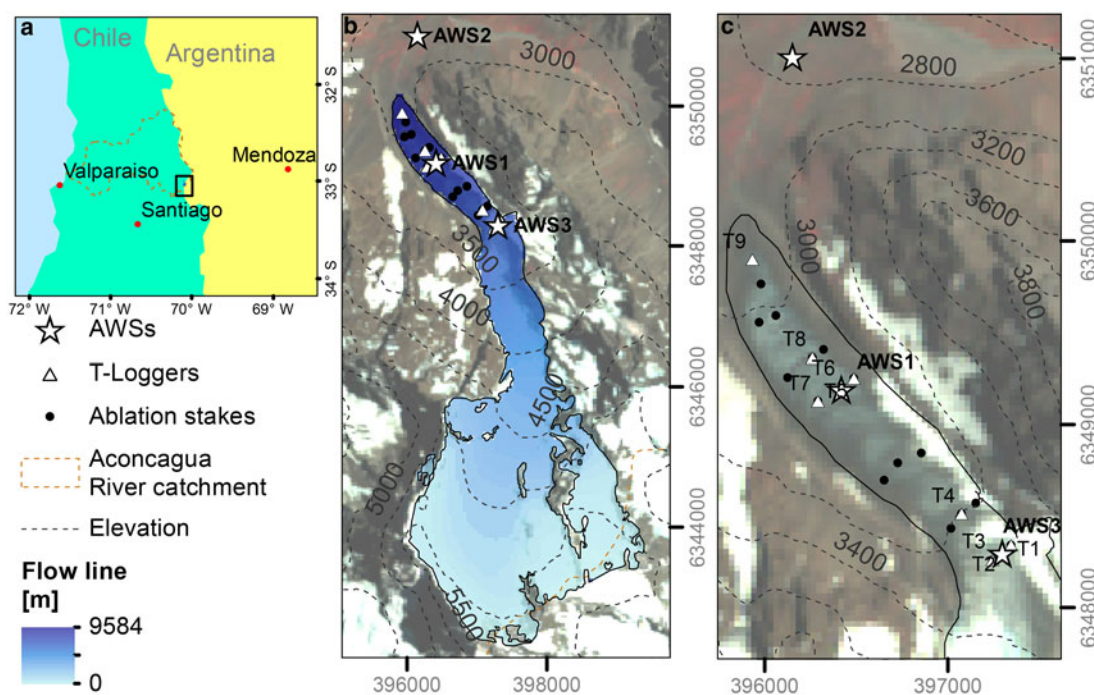 a
Chile
Argentina
32° S
Mendoza
Valparaiso
33° S
Santiago
34° S
72° W
71° W
70° W
69° W
AWSs
T-Loggers
Ablation stakes
Aconcagua
River catchment
Elevation
Flow line
[m]
9584
0
b
AWS2
3000
AWS1
AWS3
3500
4000
4500
5000
5500
6350000
6348000
6346000
6344000
396000
398000
c
AWS2
2800
3200
3600
3800
3000
T9
T8
T6
AWS1
T7
T4
AWS3
T3
T1
T2
3400
6351000
6350000
6349000
6348000
396000
397000